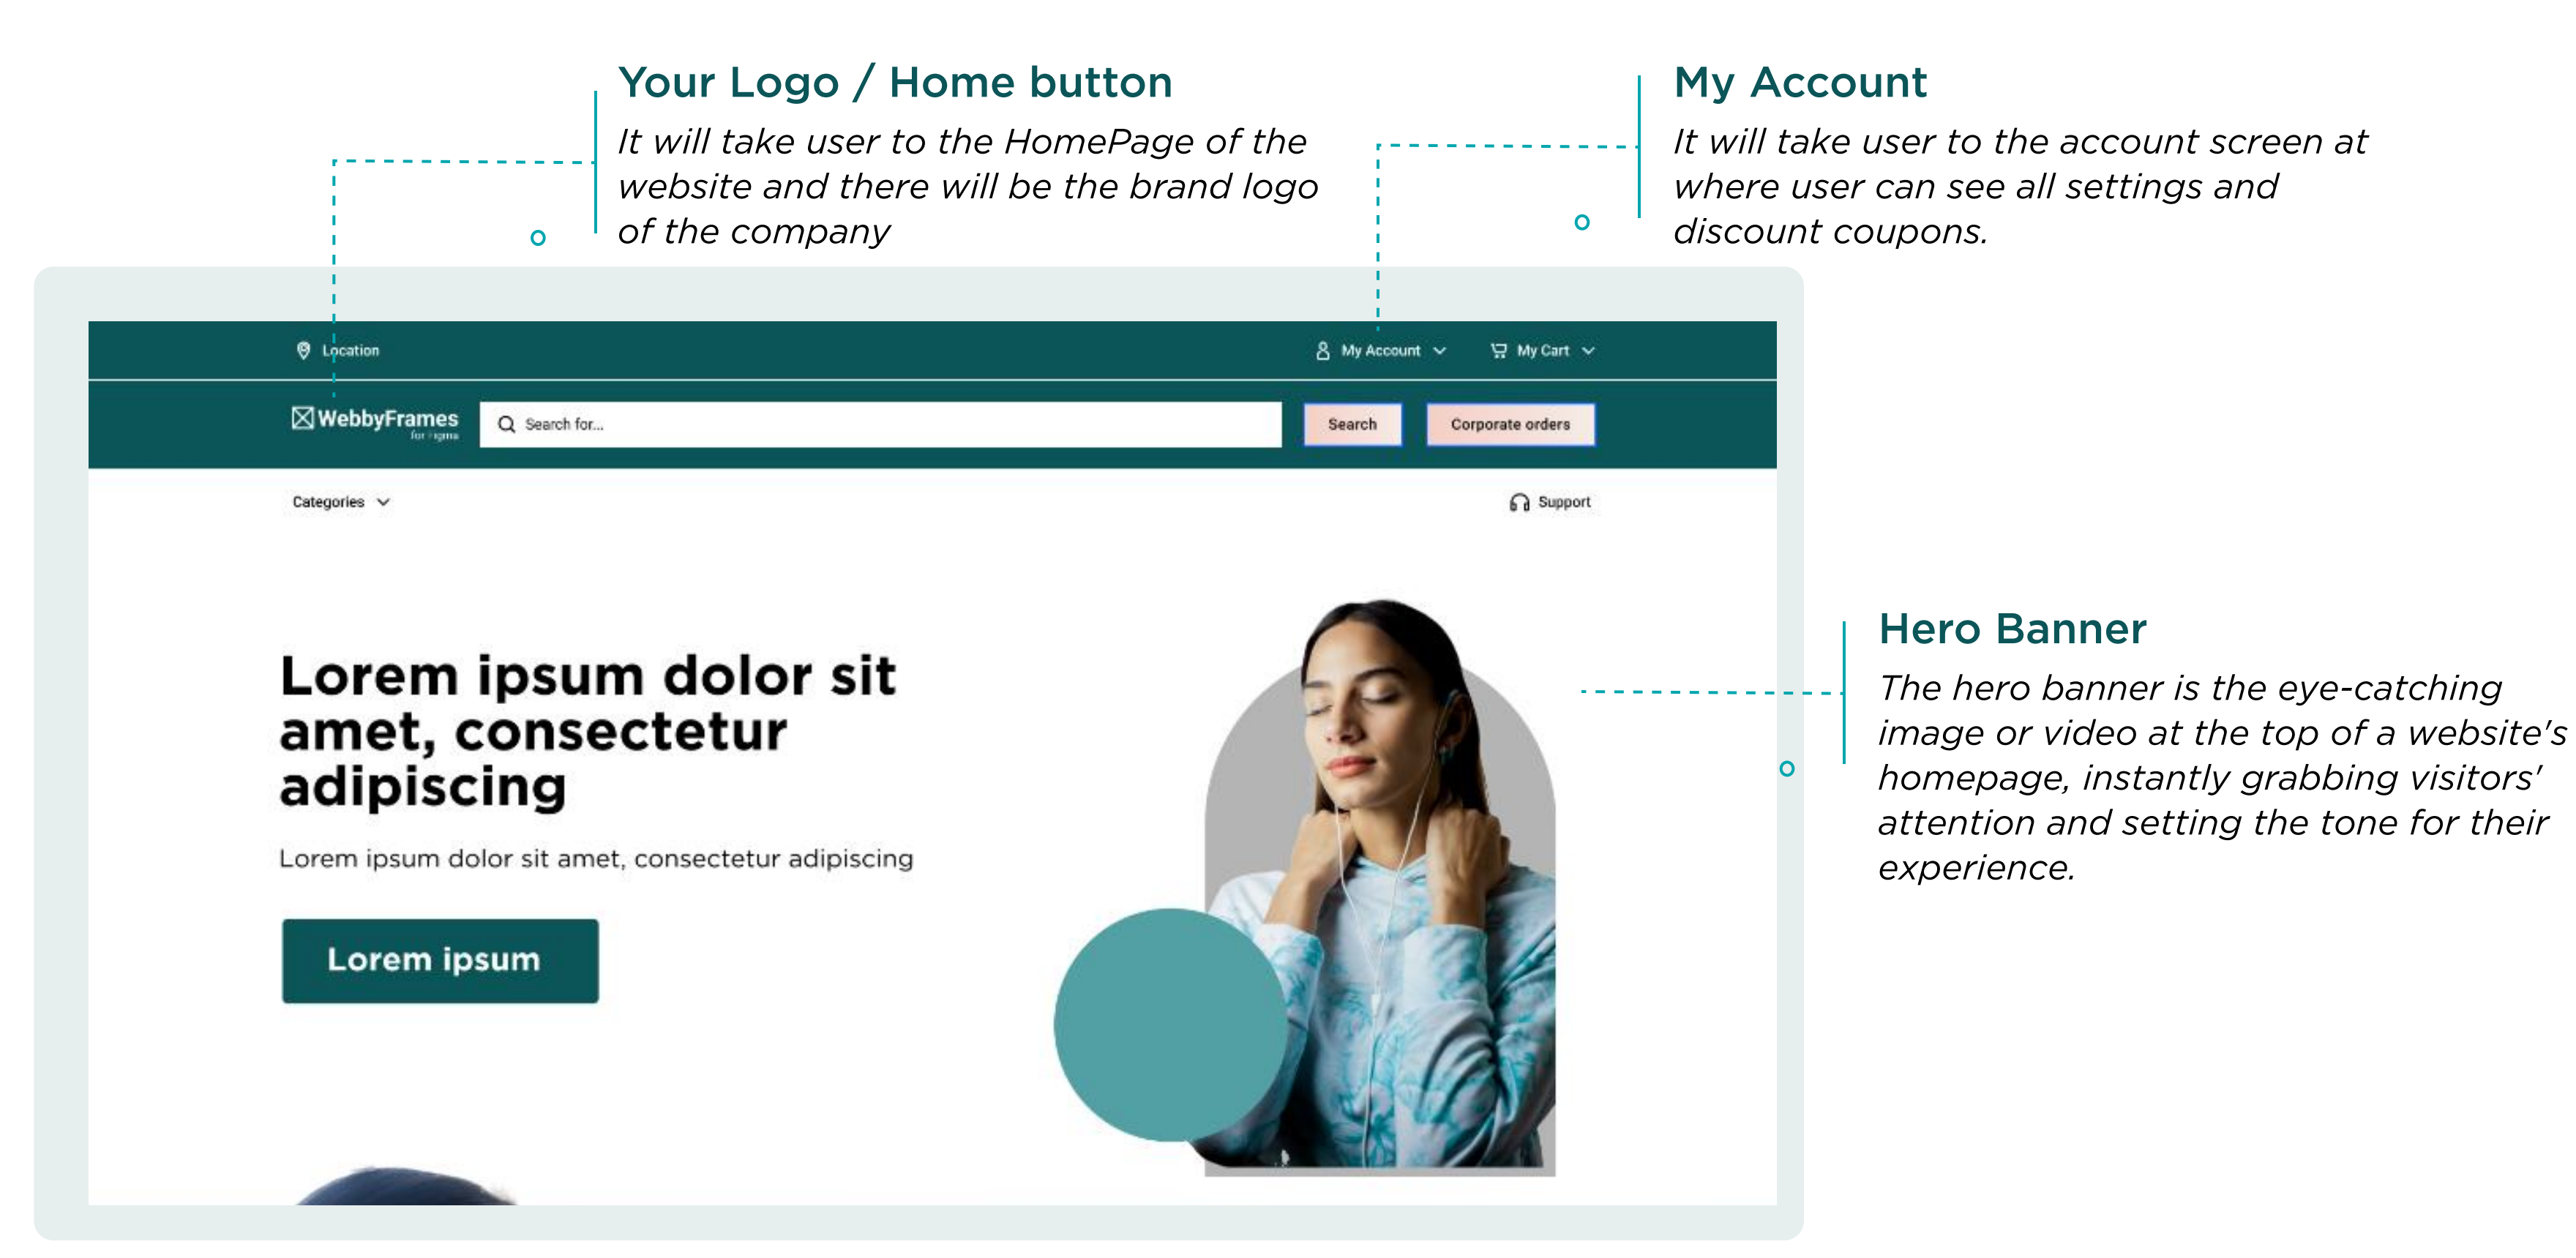 Your Logo / Home button
It will take user to the HomePage of the
website and there will be the brand logo
of the company
My Account
It will take user to the account screen at
where user can see all settings and
discount coupons.
Location
My Account
My Cart
WebbyFrames
for Figma
Search for...
Search
Corporate orders
Categories
Support
Lorem ipsum dolor sit
amet, consectetur
adipiscing
Lorem ipsum dolor sit amet, consectetur adipiscing
Lorem ipsum
Hero Banner
The hero banner is the eye-catching
image or video at the top of a website's
homepage, instantly grabbing visitors'
attention and setting the tone for their
experience.